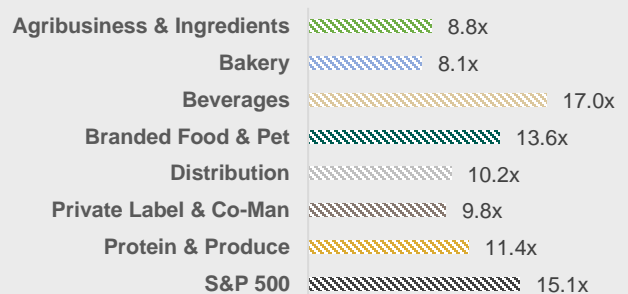 Agribusiness & Ingredients 8.8x
Bakery 8.1x
Beverages 17.0x
Branded Food & Pet 13.6x
Distribution 10.2x
Private Label & Co-Man 9.8x
Protein & Produce 11.4x
S&P 500 15.1x